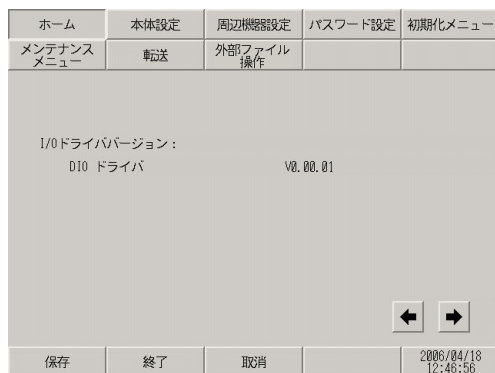 ホーム 本体設定 周辺機器設定 パスワード設定 初期化メニュー
メンテナンス
メニュー 転送 外部ファイル
操作
I/Oドライババージョン：
DIO ドライバ V0.00.01
保存 終了 取消 2006/04/18
12:46:56